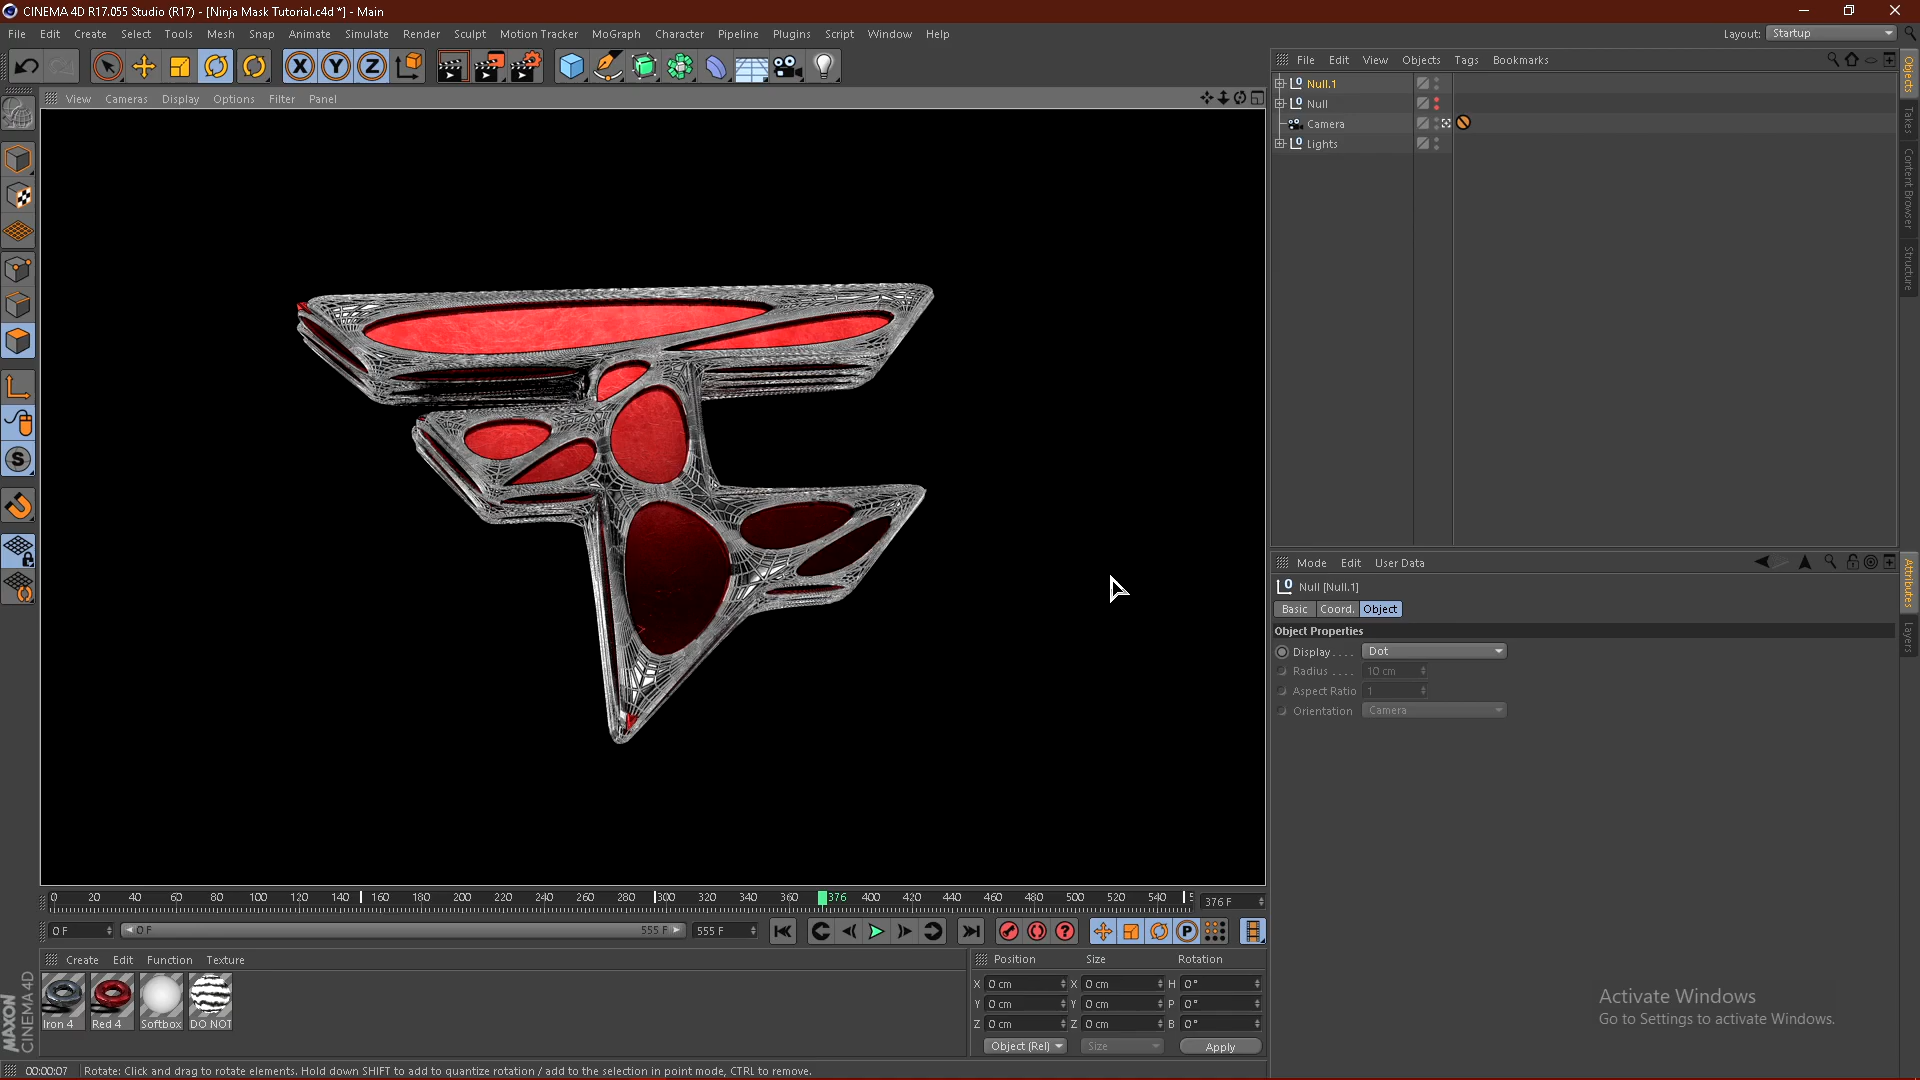 CINEMA 4D R17.055 Studio (R17) - [Ninja Mask Tutorial.c4d *] - Main
File Edit Create Select Tools Mesh Snap Animate Simulate Render Sculpt Motion Tracker MoGraph Character Pipeline Plugins Script Window Help
Layout: Startup
File Edit View Objects Tags Bookmarks
View Cameras Display Options Filter Panel
Null.1
Null
Camera
Lights
Objects
Takes
Content Browser
Structure
Mode Edit User Data
Null [Null.1]
Basic Coord. Object
Object Properties
Display . . . . Dot
Radius . . . . 10 cm
Aspect Ratio 1
Orientation Camera
Attributes
Layers
0 20 40 60 80 100 120 140 160 180 200 220 240 260 280 300 320 340 360 376 400 420 440 460 480 500 520 540 5
376 F
0 F 0 F 555 F 555 F
Create Edit Function Texture
Iron 4 Red 4 Softbox DO NOT
Position Size Rotation
X 0 cm X 0 cm H 0°
Y 0 cm Y 0 cm P 0°
Z 0 cm Z 0 cm B 0°
Object (Rel) Size Apply
MAXON
CINEMA 4D
Activate Windows
Go to Settings to activate Windows.
00:00:07 Rotate: Click and drag to rotate elements. Hold down SHIFT to add to quantize rotation / add to the selection in point mode, CTRL to remove.